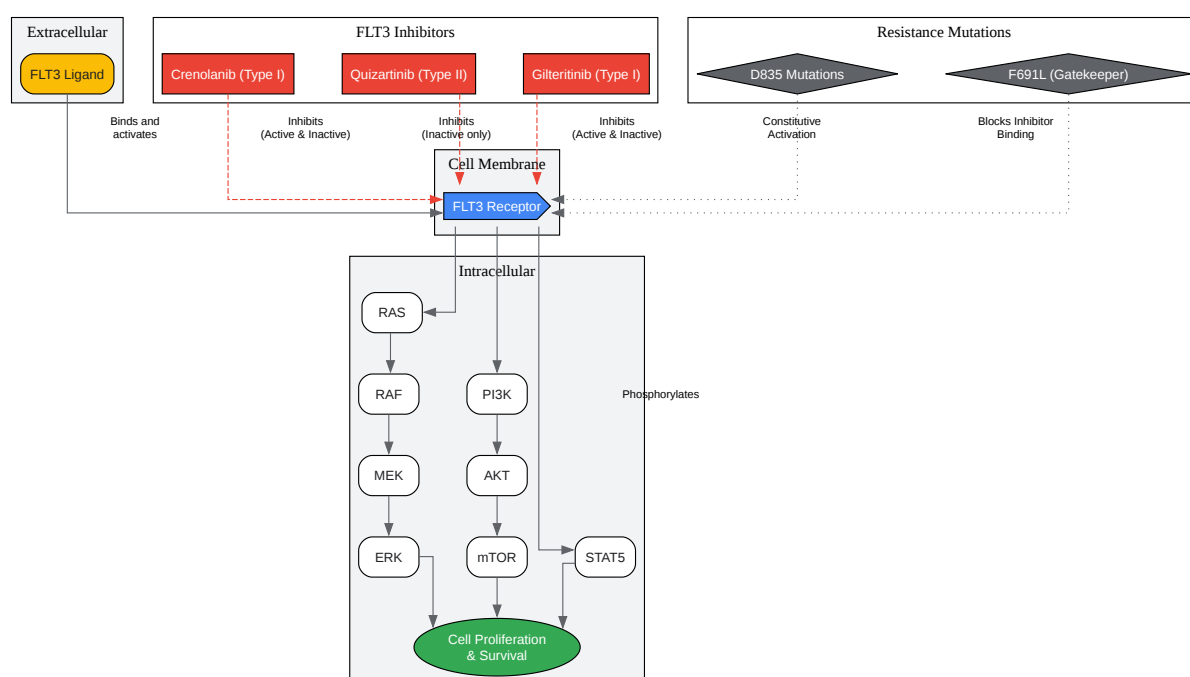 Extracellular
FLT3 Inhibitors
Resistance Mutations
FLT3 Ligand
Crenolanib (Type I)
Quizartinib (Type II)
Gilteritinib (Type I)
D835 Mutations
F691L (Gatekeeper)
Binds and
activates
Inhibits
(Active & Inactive)
Inhibits
(Inactive only)
Inhibits
(Active & Inactive)
Constitutive
Activation
Blocks Inhibitor
Binding
Cell Membrane
FLT3 Receptor
Intracellular
RAS
RAF
PI3K
Phosphorylates
MEK
AKT
ERK
mTOR
STAT5
Cell Proliferation
& Survival